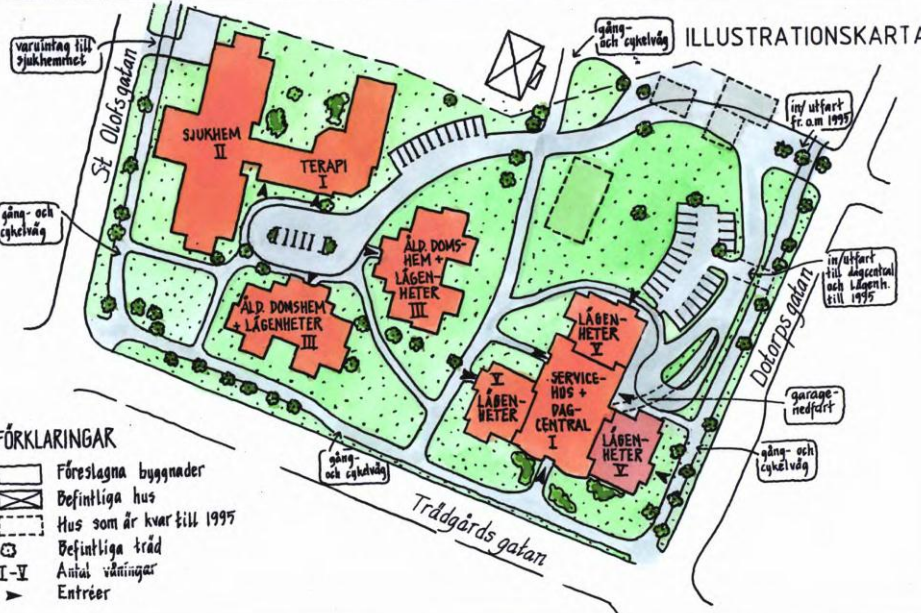 ILLUSTRATIONSKARTA
gång-
och cykelväg
varuintag till
sjukhemmet
St Olofsgatan
in/utfart
fr.o.m 1995
SJUKHEM
II
TERAPI
I
gång- och
cykelväg
ÅLD. DOMS-
HEM +
LÄGEN-
HETER
III
ÅLD. DOMSHEM
+ LÄGENHETER
III
in/utfart
till dagcentral
och Lägenh.
till 1995
Dotorpsgatan
LÄGEN-
HETER
V
V
LÄGEN-
HETER
SERVICE-
HUS +
DAG-
CENTRAL
I
LÄGEN-
HETER
V
garage-
nedfart
gång- och
cykelväg
gång-
och cykelväg
Trädgårdsgatan
FÖRKLARINGAR
Föreslagna byggnader
Befintliga hus
Hus som är kvar till 1995
Befintliga träd
I-V Antal våningar
Entréer